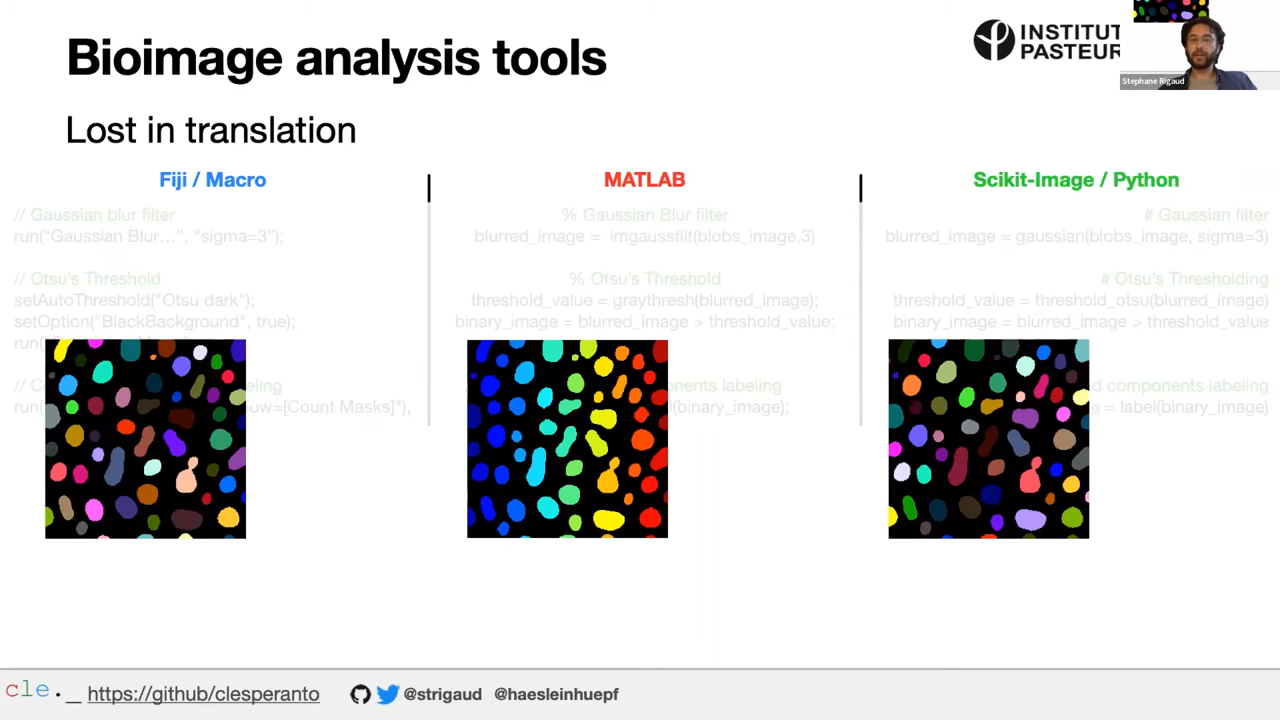 Bioimage analysis tools
INSTITUT
PASTEUR
Stephane Rigaud
Lost in translation
Fiji / Macro
// Gaussian blur filter
run("Gaussian Blur…”, “sigma=3”);
// Otsu's Threshold
setAutoThreshold("Otsu dark");
setOption("BlackBackground", true);
run(
// C eling
run( how=[Count Masks]“),
MATLAB
% Gaussian Blur filter
blurred_image = imgaussfilt(blobs_image,3)
% Otsu's Threshold
threshold_value = graythresh(blurred_image);
binary_image = blurred_image > threshold_value;
onents labeling
(binary_image);
Scikit-Image / Python
# Gaussian filter
blurred_image = gaussian(blobs_image, sigma=3)
# Otsu's Thresholding
threshold_value = threshold_otsu(blurred_image)
binary_image = blurred_image > threshold_value
d components labeling
= label(binary_image)
cle._ https://github/clesperanto @strigaud @haesleinhuepf